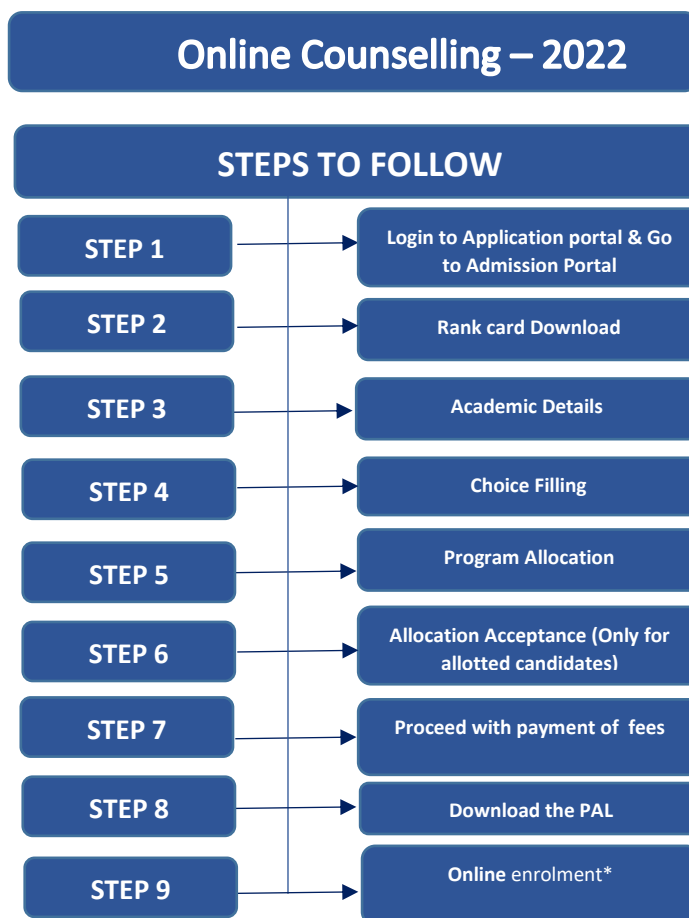 Online Counselling – 2022
STEPS TO FOLLOW
STEP 1
Login to Application portal & Go
to Admission Portal
STEP 2
Rank card Download
STEP 3
Academic Details
STEP 4
Choice Filling
STEP 5
Program Allocation
STEP 6
Allocation Acceptance (Only for
allotted candidates)
STEP 7
Proceed with payment of fees
STEP 8
Download the PAL
STEP 9
Online enrolment*